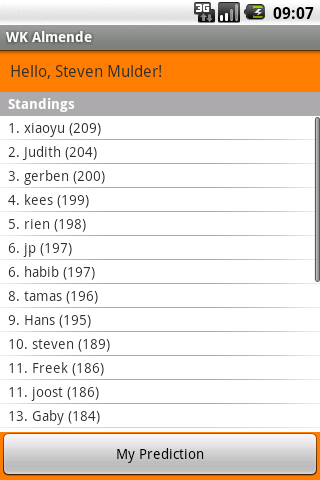 3G 09:07
WK Almende
Hello, Steven Mulder!
Standings
1. xiaoyu (209)
2. Judith (204)
3. gerben (200)
4. kees (199)
5. rien (198)
6. jp (197)
6. habib (197)
8. tamas (196)
9. Hans (195)
10. steven (189)
11. Freek (186)
11. joost (186)
13. Gaby (184)
My Prediction